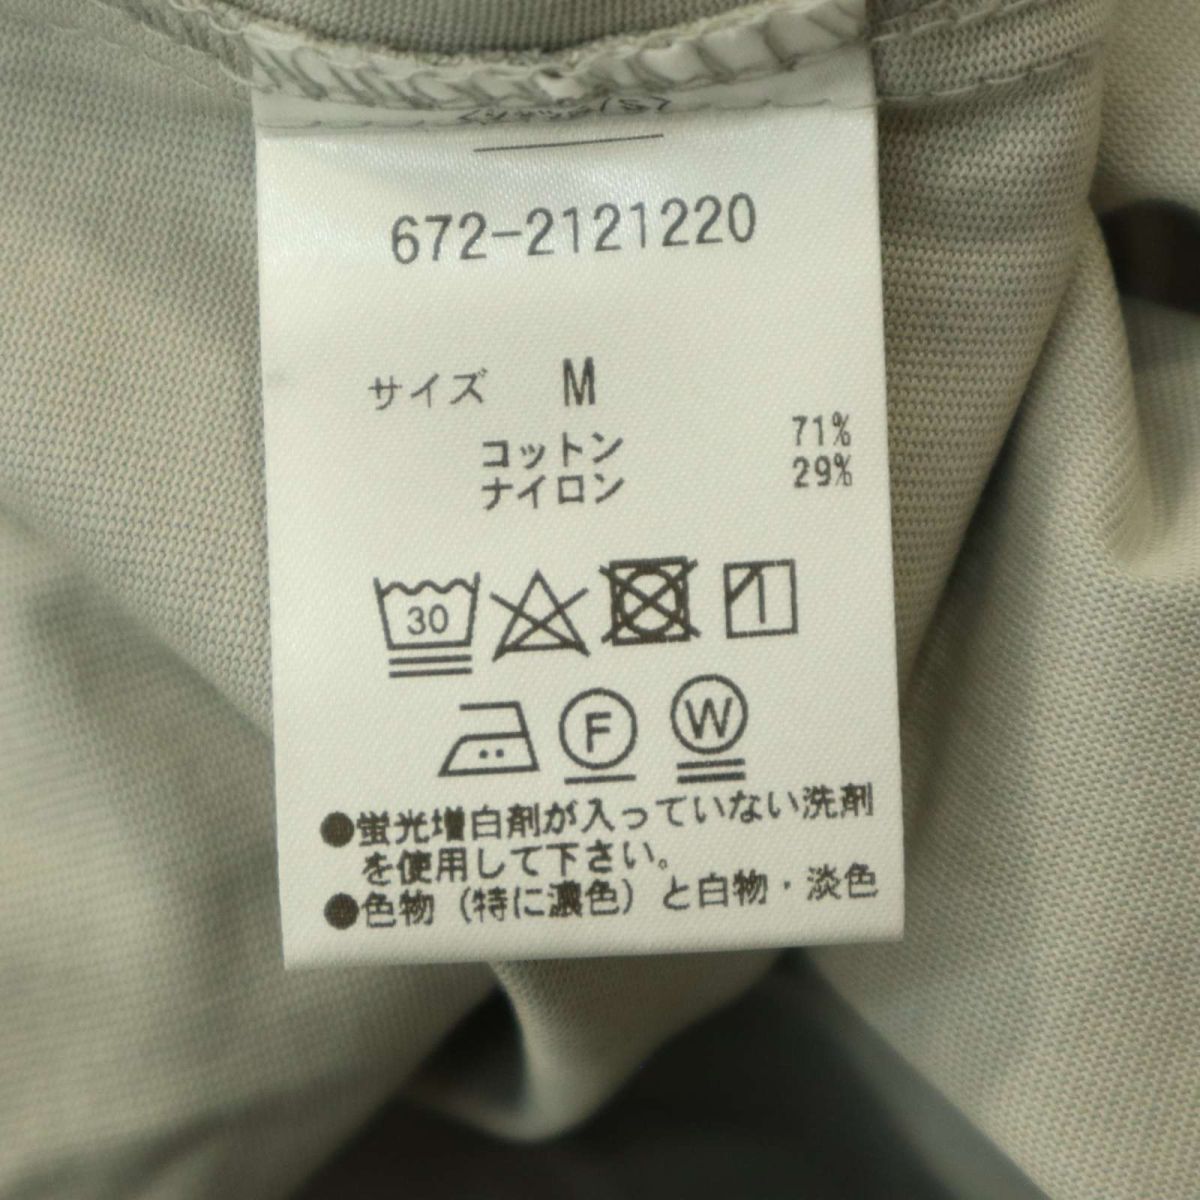 672-2121220
サイズ M
コットン 71%
ナイロン 29%
30
F W
●蛍光増白剤が入っていない洗剤
を使用して下さい。
●色物（特に濃色）と白物・淡色